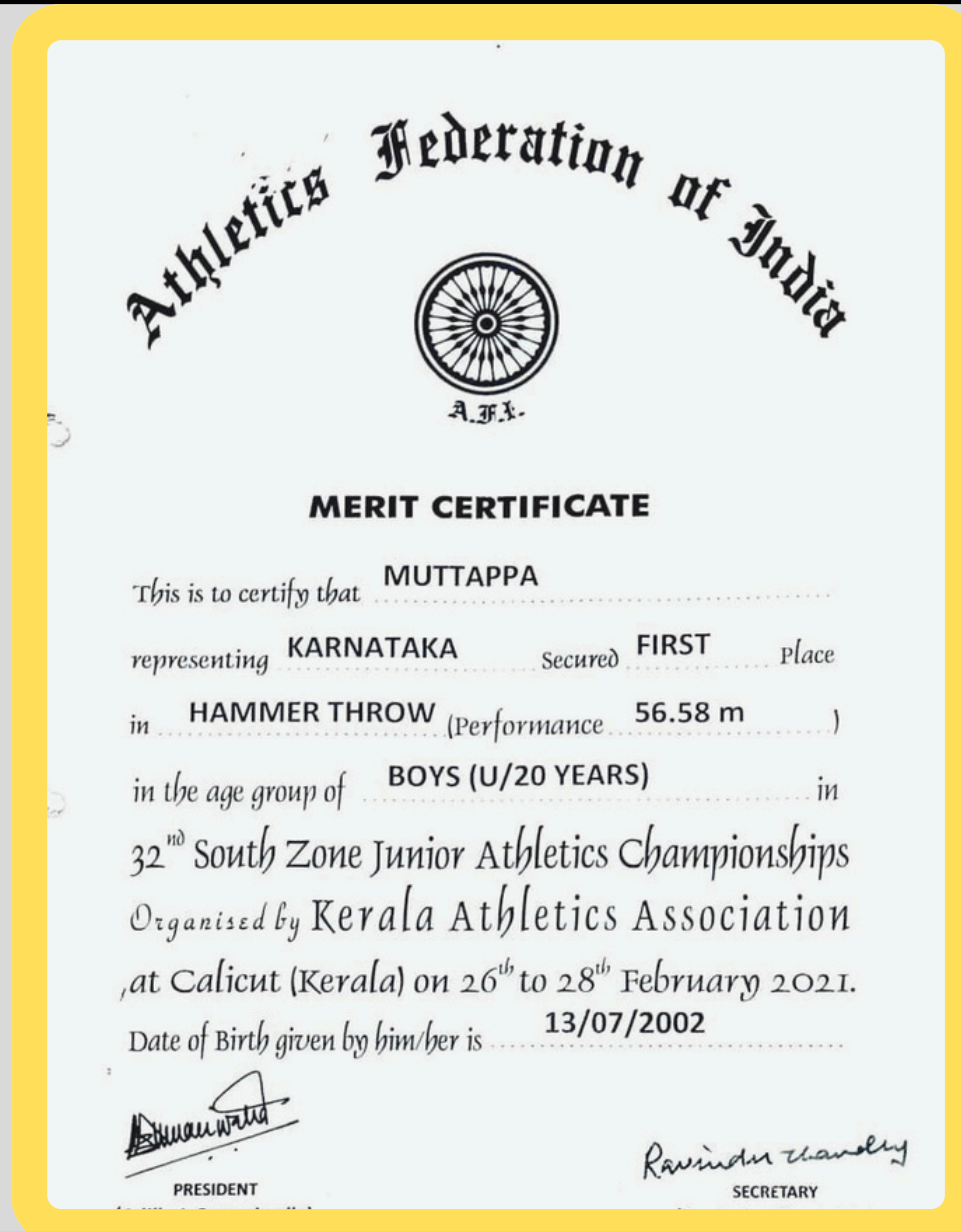 Athletics Federation of India
A.F.I.
MERIT CERTIFICATE
This is to certify that MUTTAPPA
representing KARNATAKA Secured FIRST Place
in HAMMER THROW (Performance 56.58 m )
in the age group of BOYS (U/20 YEARS) in
32nd South Zone Junior Athletics Championships
Organised by Kerala Athletics Association
,at Calicut (Kerala) on 26th to 28th February 2021.
Date of Birth given by him/her is 13/07/2002
Ravinder
PRESIDENT SECRETARY